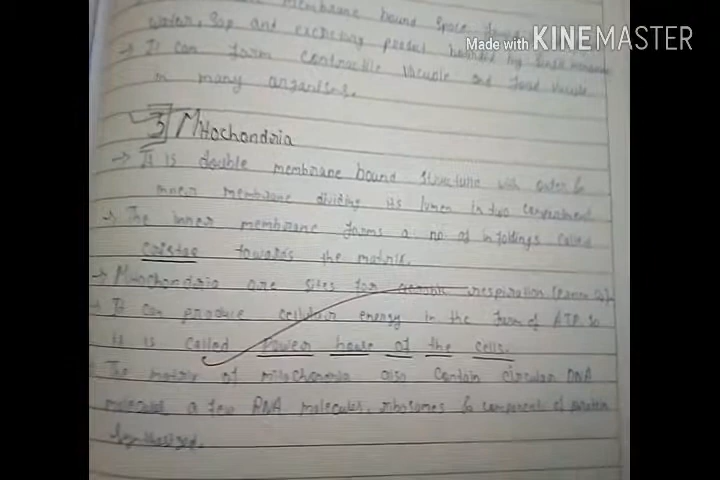 membrane bound space
water, sap and excretory
Made with KINEMASTER
→ It can form contractile vacuole and food vacuole
in many organisms.
3 Mitochondria
→ It is double membrane bound structure with outer &
inner membrane dividing its lumen in two compartment
→ The inner membrane forms a no of infoldings called
cristae towards the matrix.
→ Mitochondria are sites for aerobic respiration
→ It can produce cellular energy in the form of ATP so
it is called Power house of the cells.
The matrix of mitochondria also contain circular DNA
molecules a few RNA molecules, ribosomes & component of protein